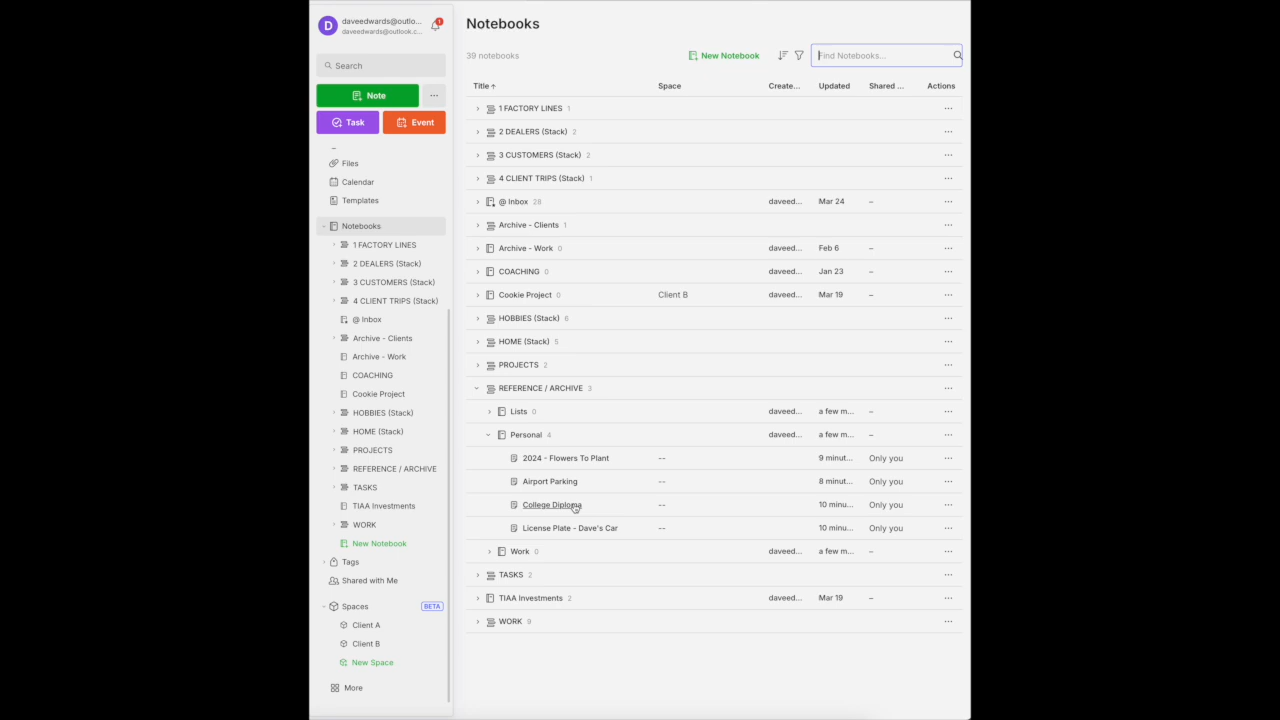 D
daveedwards@outlo...
daveedwards@outlook.c...
1
Search
Note
...
Task
Event
Files
Calendar
Templates
Notebooks
1 FACTORY LINES
2 DEALERS (Stack)
3 CUSTOMERS (Stack)
4 CLIENT TRIPS (Stack)
@ Inbox
Archive - Clients
Archive - Work
COACHING
Cookie Project
HOBBIES (Stack)
HOME (Stack)
PROJECTS
REFERENCE / ARCHIVE
TASKS
TIAA Investments
WORK
New Notebook
Tags
Shared with Me
Spaces BETA
Client A
Client B
New Space
More
Notebooks
39 notebooks
New Notebook
Find Notebooks...
Title Space Create... Updated Shared ... Actions
1 FACTORY LINES 1 ...
2 DEALERS (Stack) 2 ...
3 CUSTOMERS (Stack) 2 ...
4 CLIENT TRIPS (Stack) 1 ...
@ Inbox 28 daveed... Mar 24 – ...
Archive - Clients 1 ...
Archive - Work 0 daveed... Feb 6 – ...
COACHING 0 daveed... Jan 23 – ...
Cookie Project 0 Client B daveed... Mar 19 – ...
HOBBIES (Stack) 6 ...
HOME (Stack) 5 ...
PROJECTS 2 ...
REFERENCE / ARCHIVE 3 ...
Lists 0 daveed... a few m... – ...
Personal 4 daveed... a few m... – ...
2024 - Flowers To Plant -- 9 minut... Only you ...
Airport Parking -- 8 minut... Only you ...
College Diploma -- 10 minu... Only you ...
License Plate - Dave's Car -- 10 minu... Only you ...
Work 0 daveed... a few m... – ...
TASKS 2 ...
TIAA Investments 2 daveed... Mar 19 – ...
WORK 9 ...